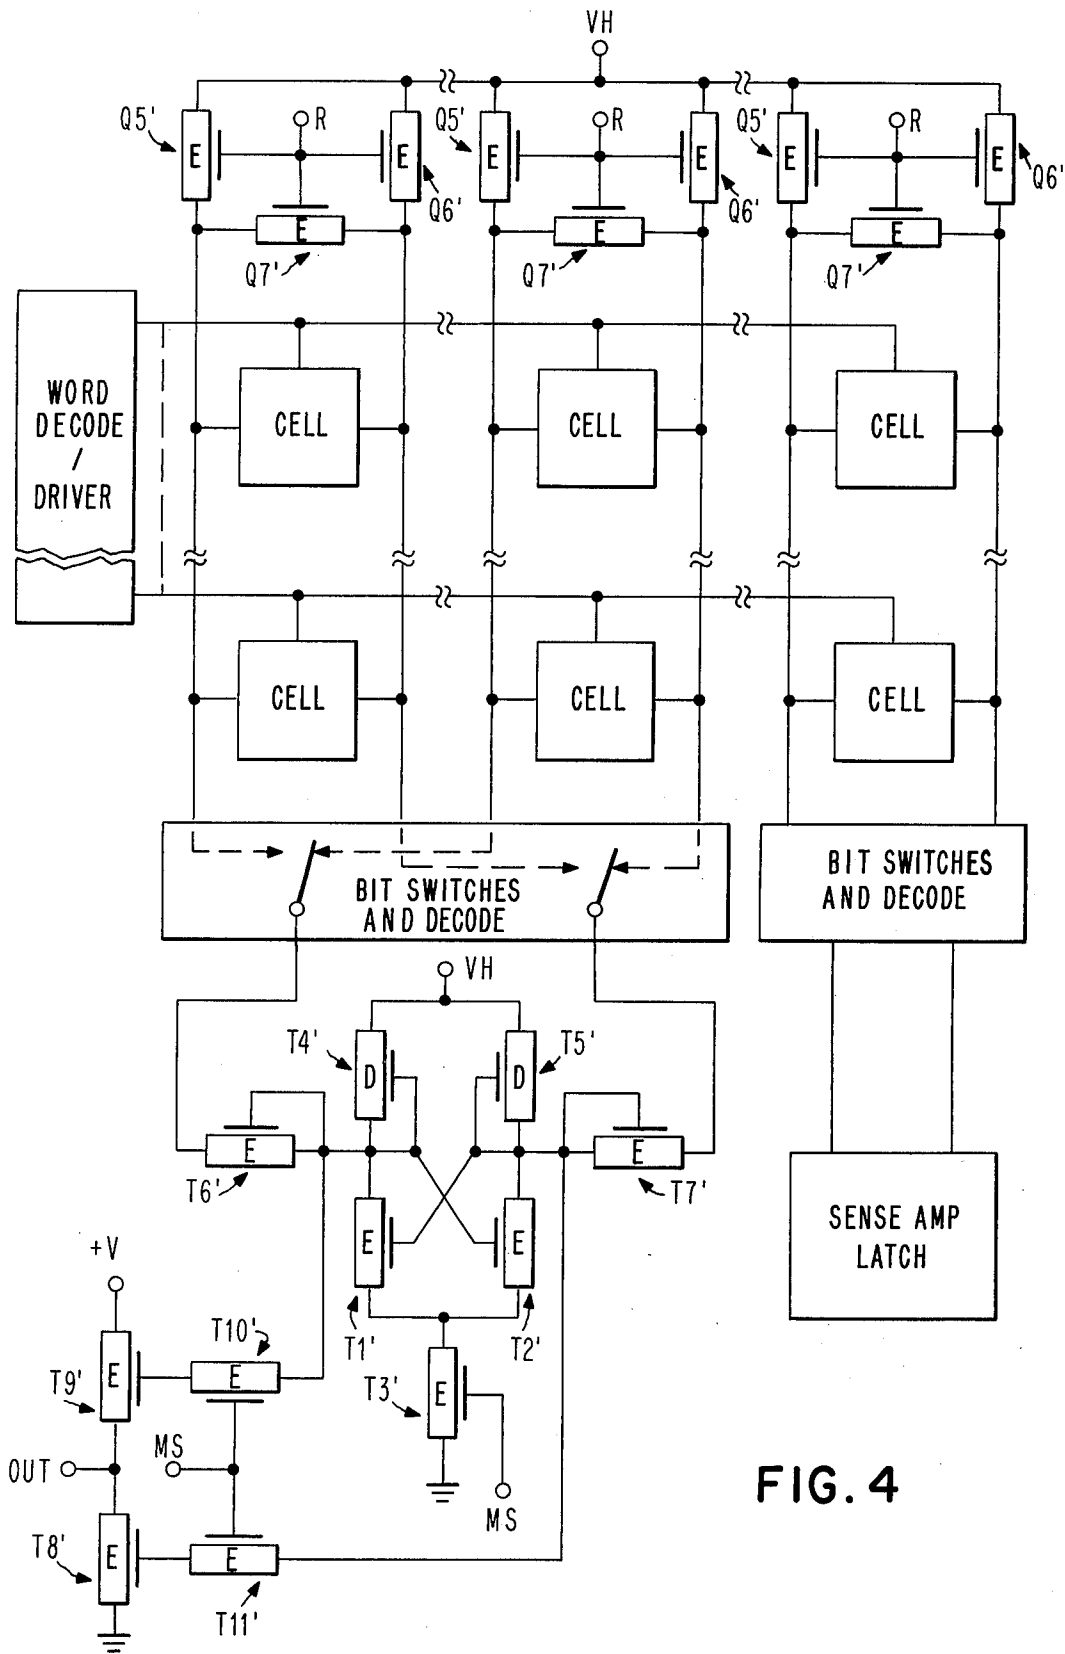 VH
Q5' E R E Q6' Q5' E R E Q6' Q5' E R E Q6'
E Q7' E Q7' E Q7'
WORD
DECODE
/
DRIVER
CELL CELL CELL
CELL CELL CELL
BIT SWITCHES
AND DECODE
BIT SWITCHES
AND DECODE
VH
T4' D D T5'
E T6' E T7'
E T1' E T2'
SENSE AMP
LATCH
+V
T10'
T9' E E
T3' E
OUT MS
MS
T8' E E
T11'
FIG. 4